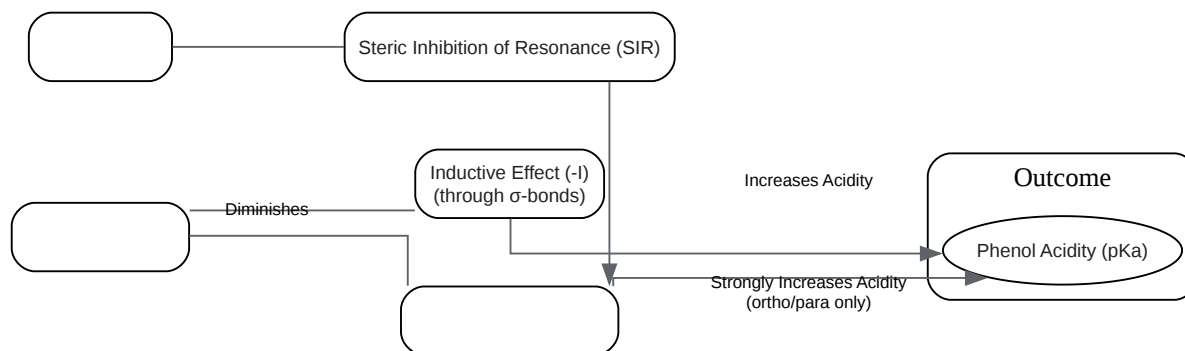 Steric Inhibition of Resonance (SIR)
Inductive Effect (-I)
(through σ-bonds)
Increases Acidity
Outcome
Diminishes
Phenol Acidity (pKa)
Strongly Increases Acidity
(ortho/para only)